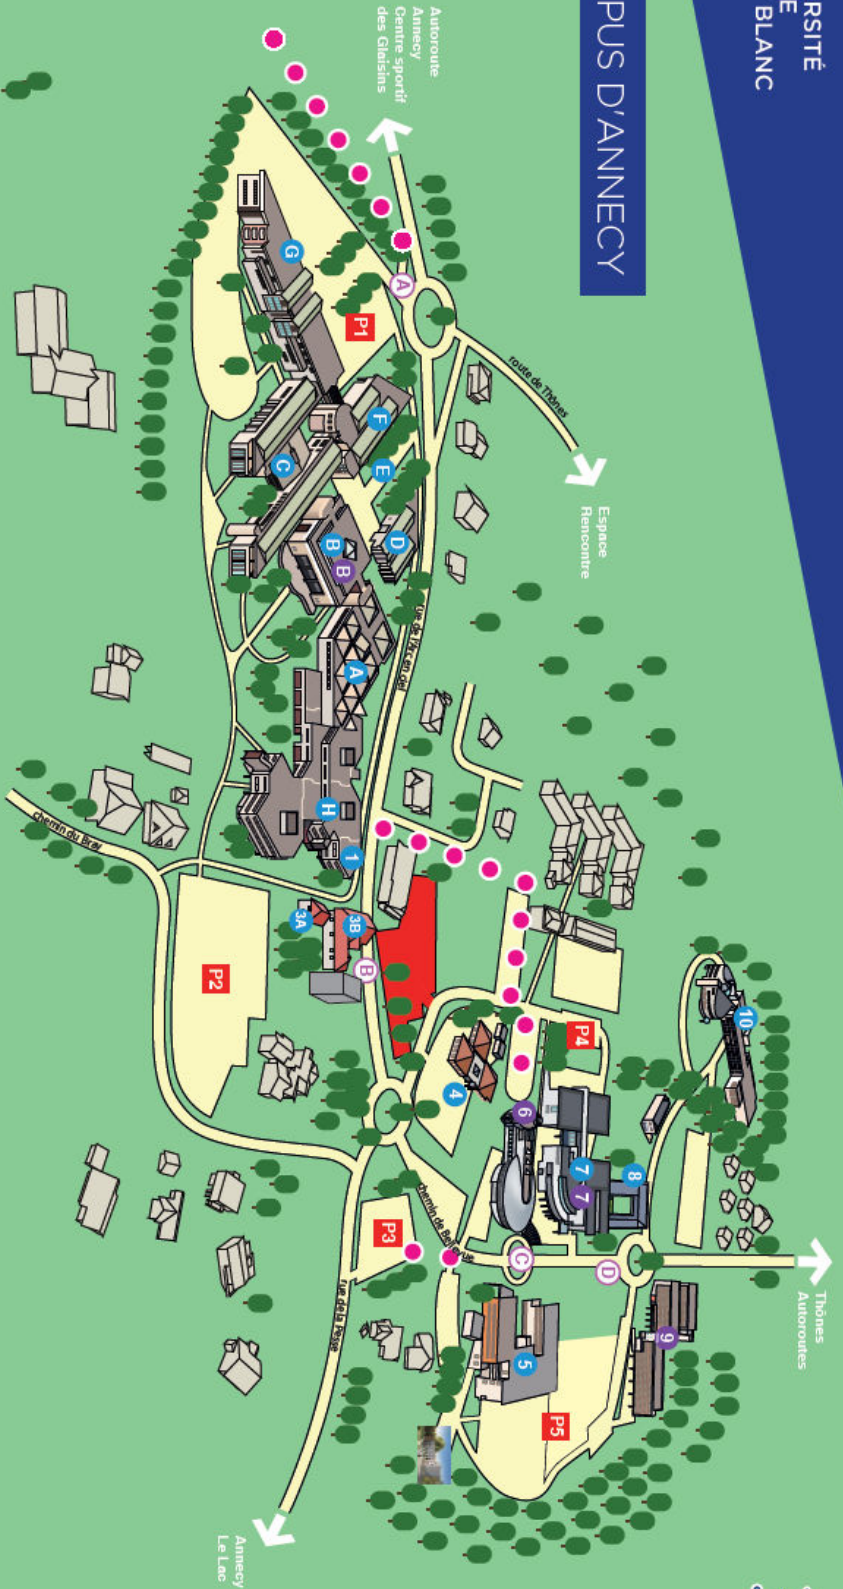 RSITÉ
E
BLANC
PUS D'ANNECY
Autoroute
Annecy
Centre sportif
des Glaisins
route de Thônes
Espace
Rencontre
A
G
P1
F
E
C
D
B
B
rue de l'Arc en ciel
A
H
1
chemin du Bray
3A
3B
B
P2
10
P4
4
6
7
7
8
chemin de Bellevue
P3
C
D
Thônes
Autoroutes
9
5
P5
rue de la Pesse
Annecy
Le Lac